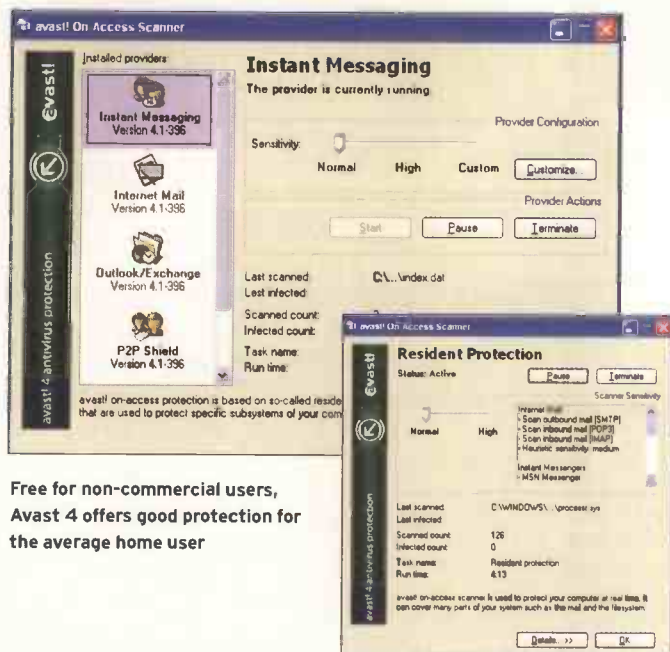 avast! On Access Scanner
avast!
avast! 4 antivirus protection
Installed providers:
Instant Messaging
Version 4.1-396
Internet Mail
Version 4.1-396
Outlook/Exchange
Version 4.1-396
P2P Shield
Version 4.1-396
Instant Messaging
The provider is currently running
Provider Configuration
Sensitivity:
Normal High Custom Customize...
Provider Actions
Start Pause Terminate
Last scanned: C:\...\index.dat
Last infected:
Scanned count:
Infected count:
Task name:
Run time:
avast! on-access protection is based on so-called reside
that are used to protect specific subsystems of your com
avast! On Access Scanner
avast!
avast! 4 antivirus protection
Resident Protection
Status: Active
Pause Terminate
Scanner Sensitivity
Normal High
Internet
- Scan outbound mail [SMTP]
- Scan inbound mail [POP3]
- Scan inbound mail [IMAP]
- Heuristic sensitivity: medium
Instant Messengers
- MSN Messenger
Last scanned: C:\WINDOWS\...\processr.sys
Last infected:
Scanned count: 126
Infected count: 0
Task name: Resident protection
Run time: 4:13
avast! on-access scanner is used to protect your computer at real time. It
can cover many parts of your system such as the mail and the filesystem.
Details... >> OK
Free for non-commercial users,
Avast 4 offers good protection for
the average home user